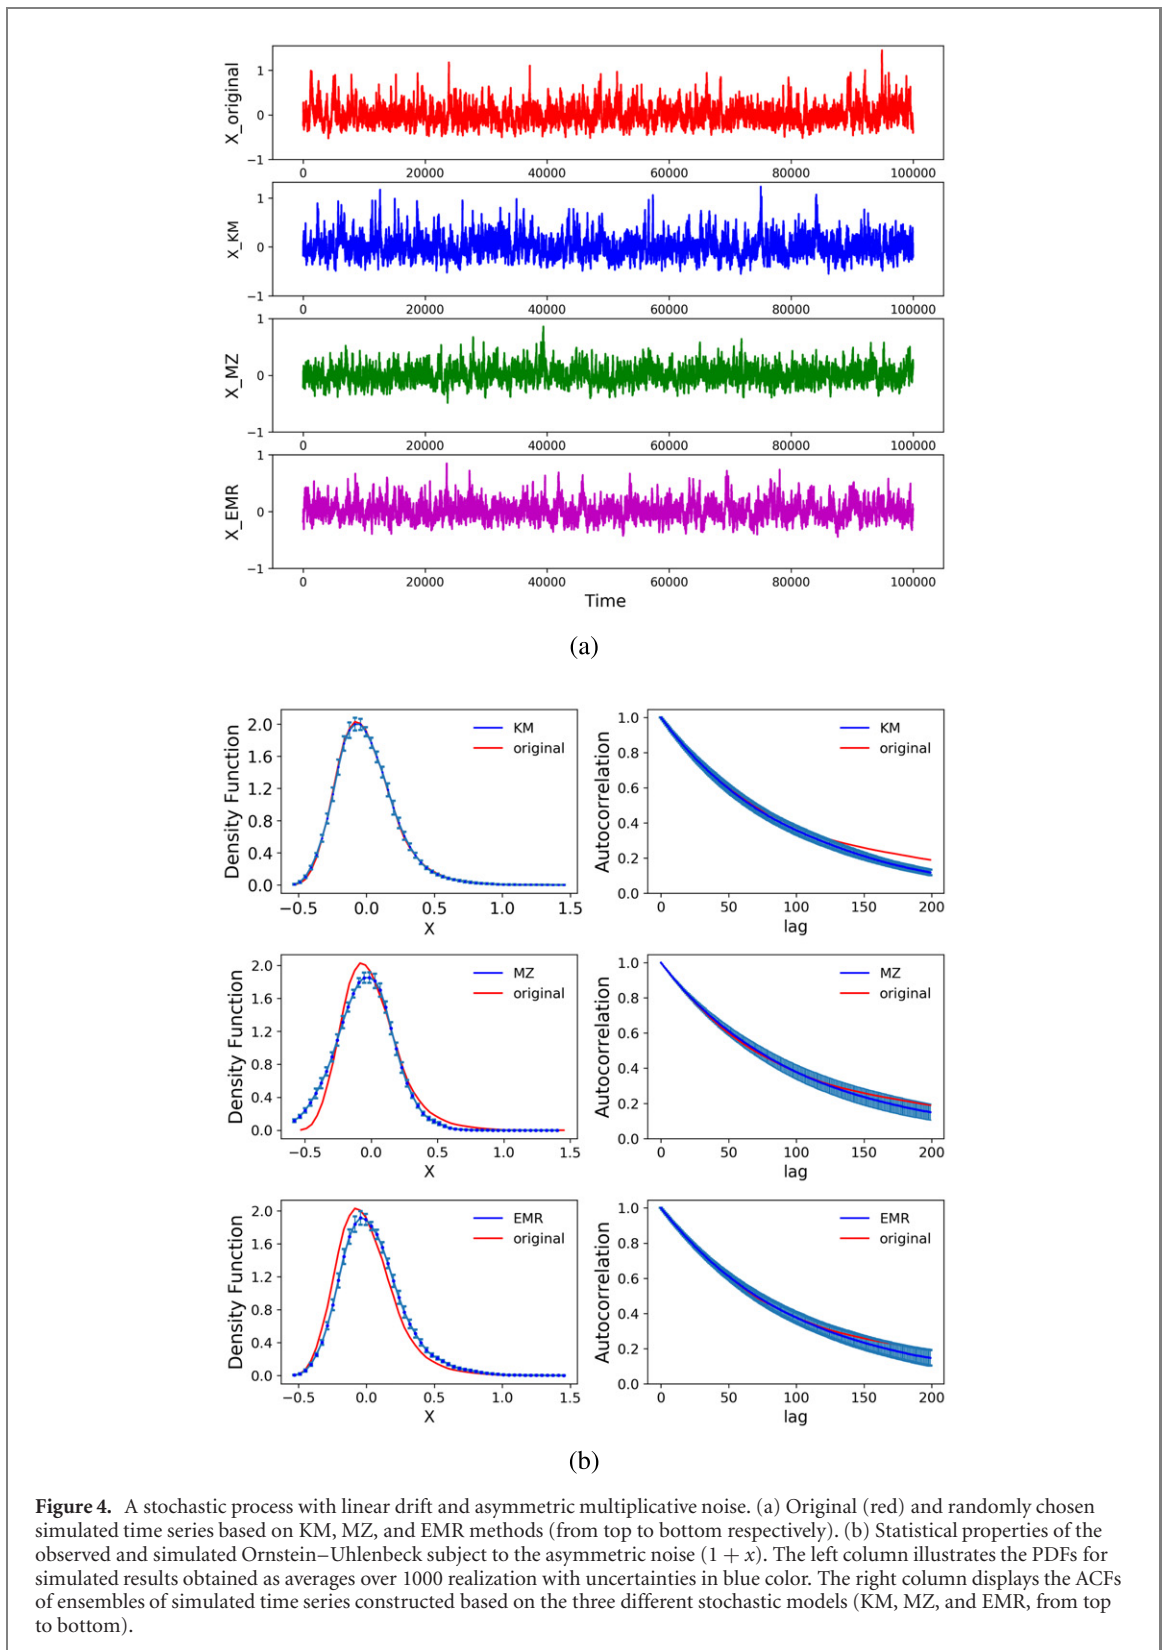 X_original
1
0
−1
0 20000 40000 60000 80000 100000
X_KM
1
0
−1
0 20000 40000 60000 80000 100000
X_MZ
1
0
−1
0 20000 40000 60000 80000 100000
X_EMR
1
0
−1
0 20000 40000 60000 80000 100000
Time
(a)
Density Function
2.0
1.6
1.2
0.8
0.4
0.0
KM
original
−0.5 0.0 0.5 1.0 1.5
X
Autocorrelation
1.0
0.8
0.6
0.4
0.2
0.0
KM
original
0 50 100 150 200
lag
Density Function
2.0
1.6
1.2
0.8
0.4
0.0
MZ
original
−0.5 0.0 0.5 1.0 1.5
X
Autocorrelation
1.0
0.8
0.6
0.4
0.2
0.0
MZ
original
0 50 100 150 200
lag
Density Function
2.0
1.6
1.2
0.8
0.4
0.0
EMR
original
−0.5 0.0 0.5 1.0 1.5
X
Autocorrelation
1.0
0.8
0.6
0.4
0.2
0.0
EMR
original
0 50 100 150 200
lag
(b)
Figure 4. A stochastic process with linear drift and asymmetric multiplicative noise. (a) Original (red) and randomly chosen
simulated time series based on KM, MZ, and EMR methods (from top to bottom respectively). (b) Statistical properties of the
observed and simulated Ornstein–Uhlenbeck subject to the asymmetric noise (1 + x). The left column illustrates the PDFs for
simulated results obtained as averages over 1000 realization with uncertainties in blue color. The right column displays the ACFs
of ensembles of simulated time series constructed based on the three different stochastic models (KM, MZ, and EMR, from top
to bottom).